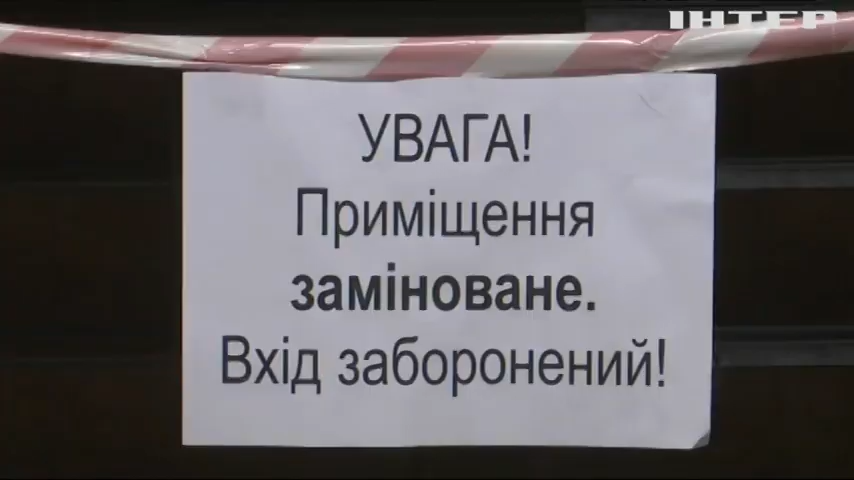 ІНТЕР
УВАГА!
Приміщення
заміноване.
Вхід заборонений!